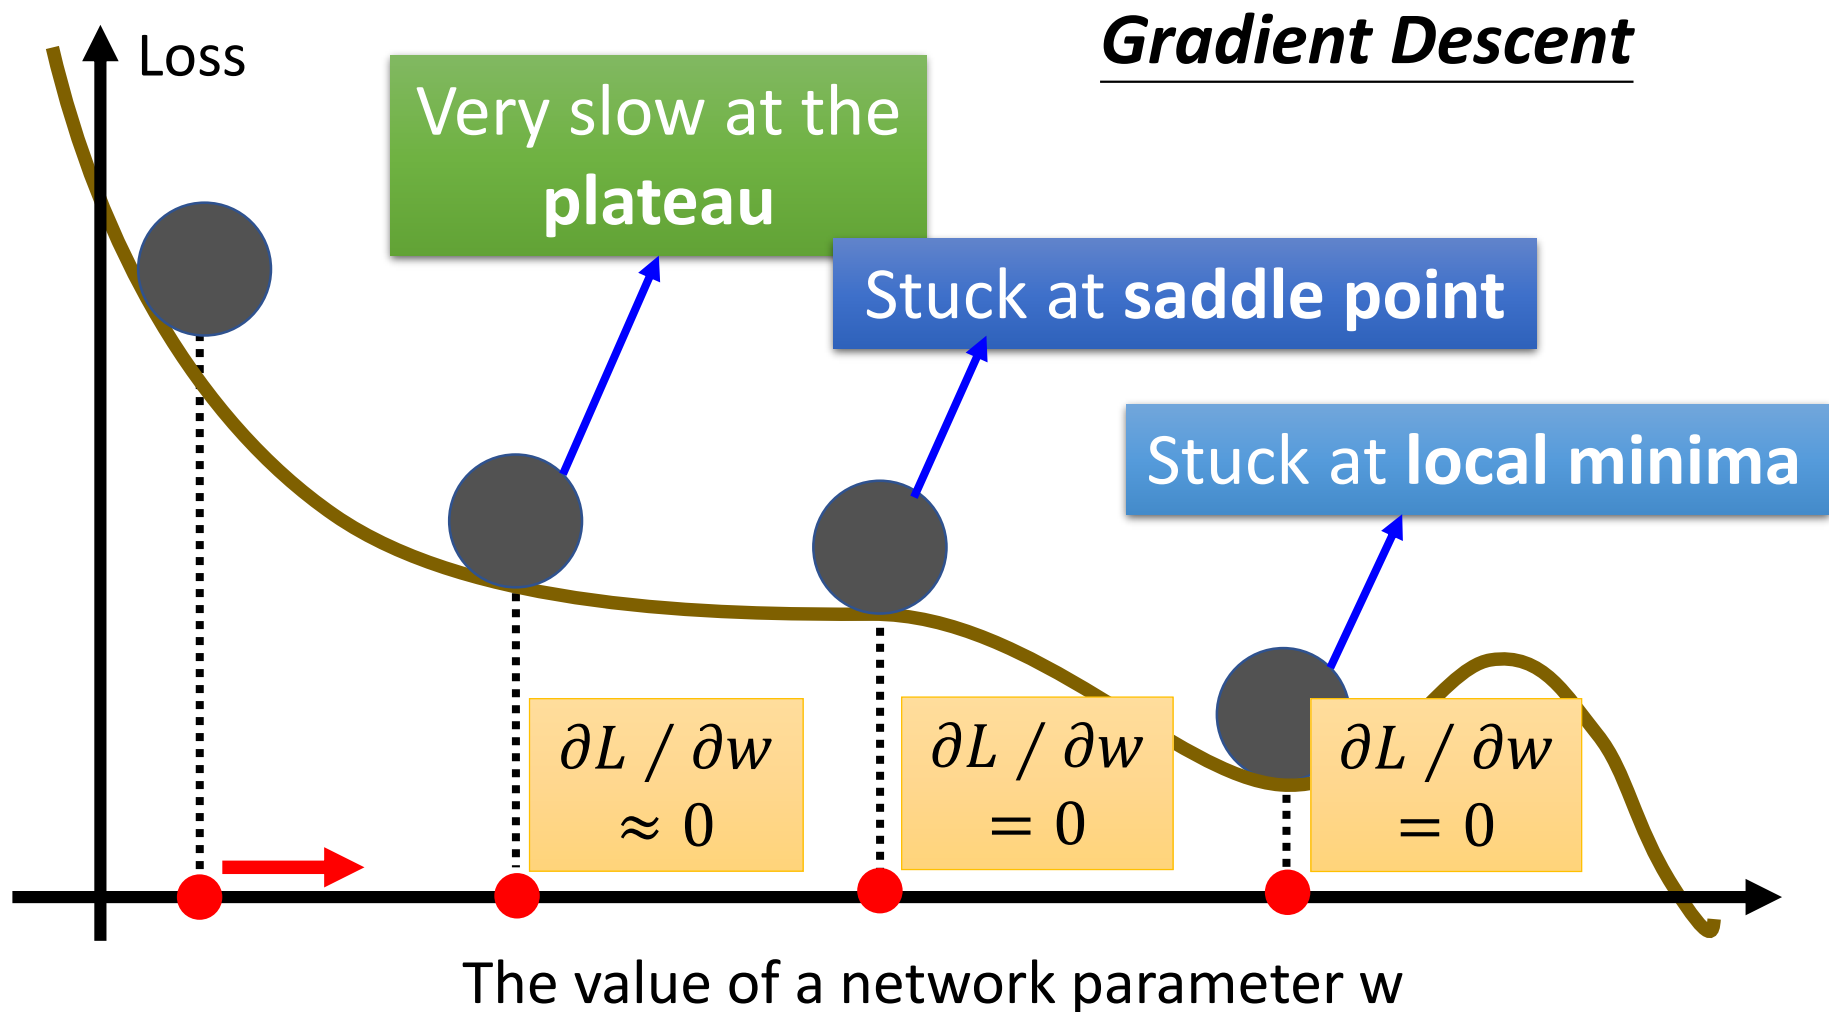 Gradient Descent
Loss
Very slow at the
plateau
Stuck at saddle point
Stuck at local minima
∂L / ∂w
≈ 0
∂L / ∂w
= 0
∂L / ∂w
= 0
The value of a network parameter w